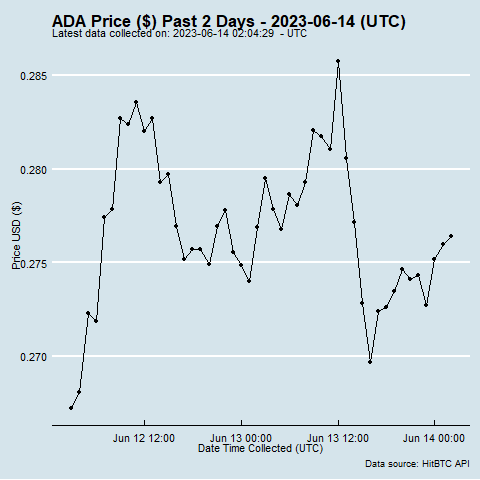 ADA Price ($) Past 2 Days - 2023-06-14 (UTC)
Latest data collected on: 2023-06-14 02:04:29 - UTC
0.285
0.280
0.275
0.270
Price USD ($)
Jun 12 12:00 Jun 13 00:00 Jun 13 12:00 Jun 14 00:00
Date Time Collected (UTC)
Data source: HitBTC API